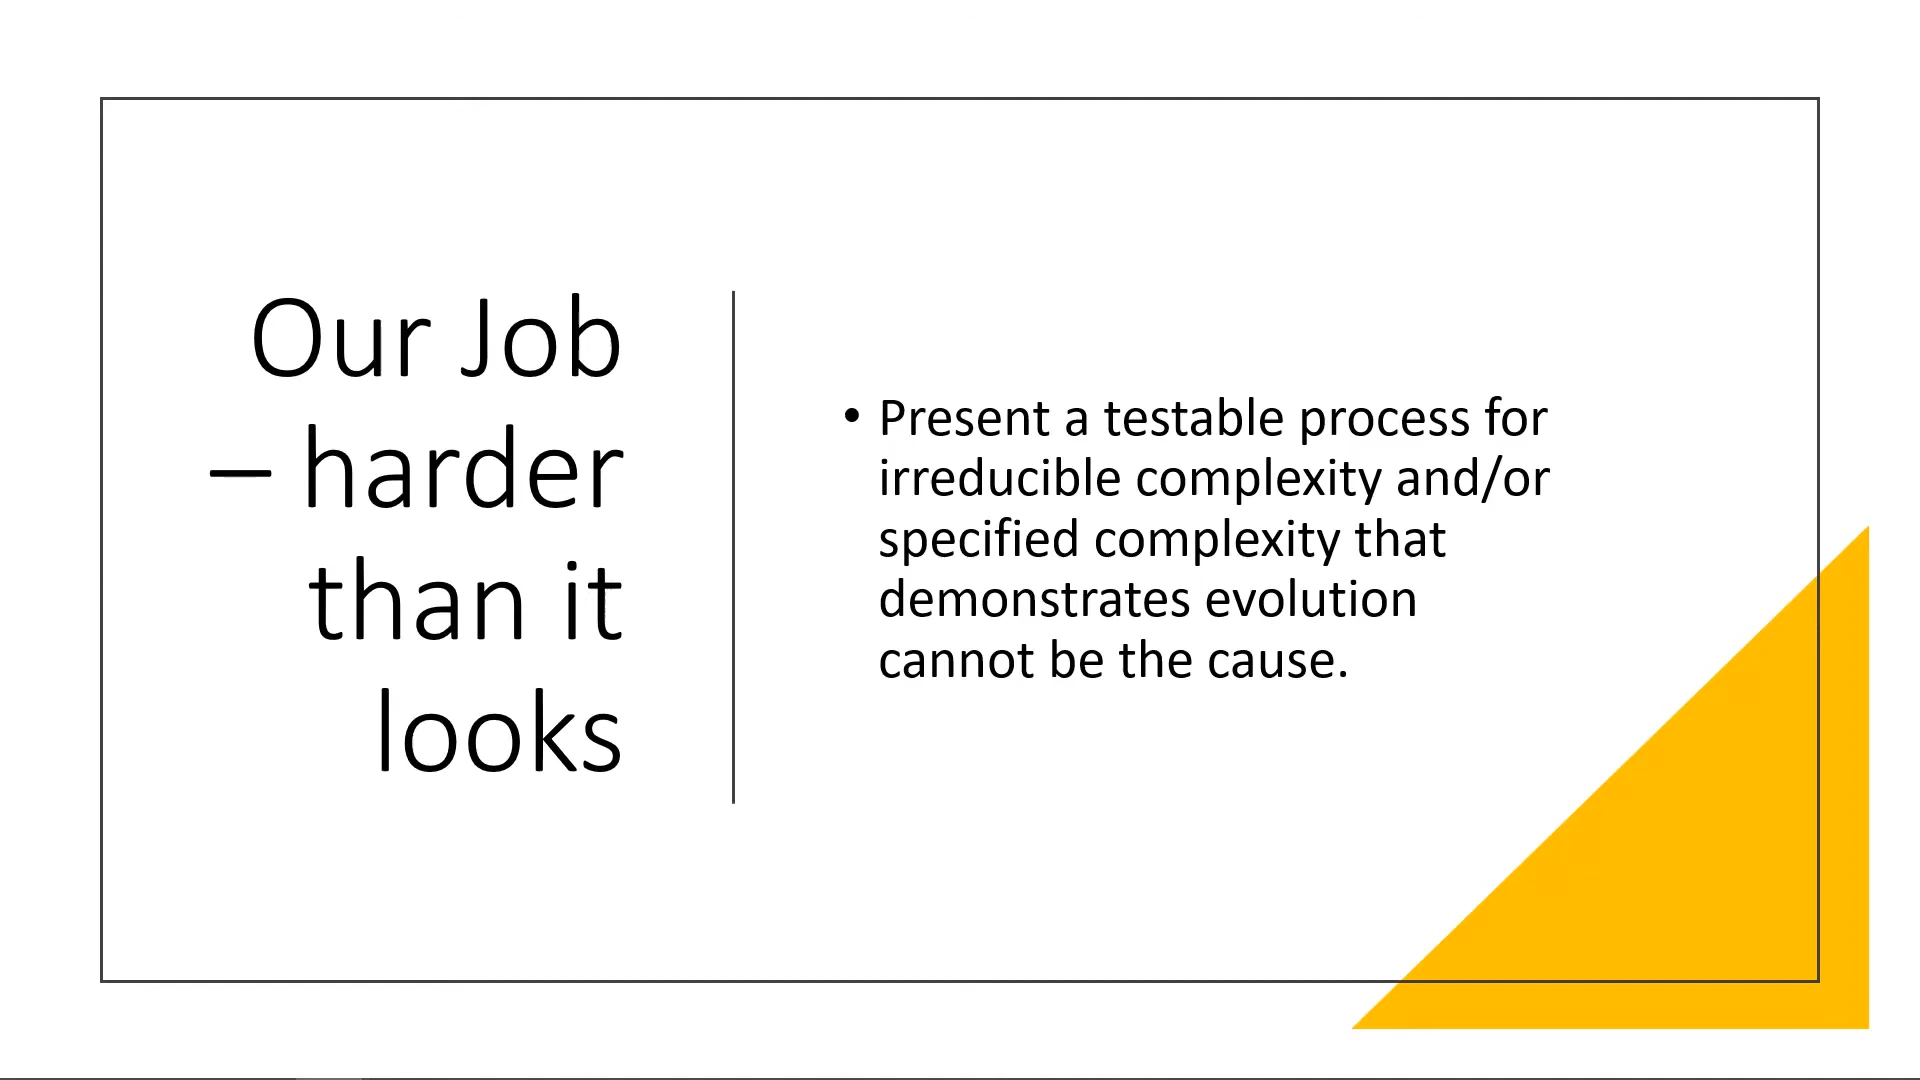 Our Job
– harder
than it
looks
• Present a testable process for
irreducible complexity and/or
specified complexity that
demonstrates evolution
cannot be the cause.